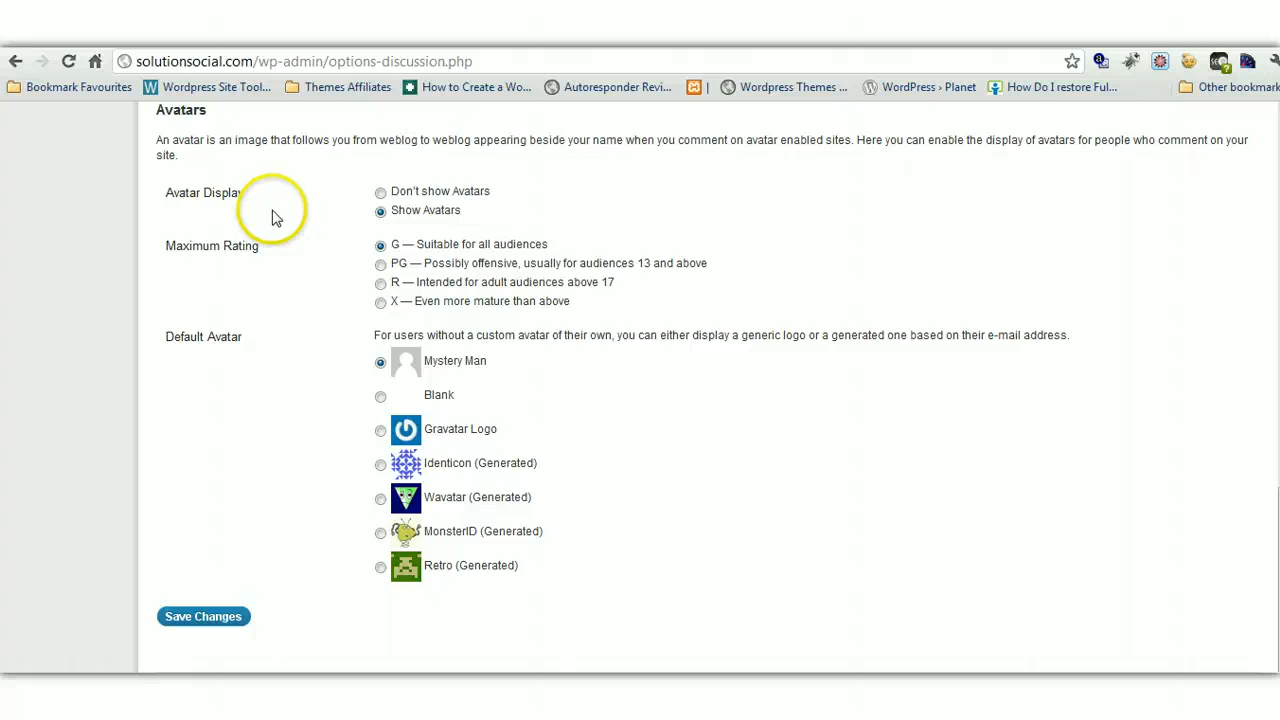 solutionsocial.com/wp-admin/options-discussion.php
Bookmark Favourites Wordpress Site Tool... Themes Affiliates How to Create a Wo... Autoresponder Revi... | Wordpress Themes ... WordPress › Planet How Do I restore Ful... Other bookmark
Avatars
An avatar is an image that follows you from weblog to weblog appearing beside your name when you comment on avatar enabled sites. Here you can enable the display of avatars for people who comment on your
site.
Avatar Display
Don't show Avatars
Show Avatars
Maximum Rating
G — Suitable for all audiences
PG — Possibly offensive, usually for audiences 13 and above
R — Intended for adult audiences above 17
X — Even more mature than above
Default Avatar
For users without a custom avatar of their own, you can either display a generic logo or a generated one based on their e-mail address.
Mystery Man
Blank
Gravatar Logo
Identicon (Generated)
Wavatar (Generated)
MonsterID (Generated)
Retro (Generated)
Save Changes